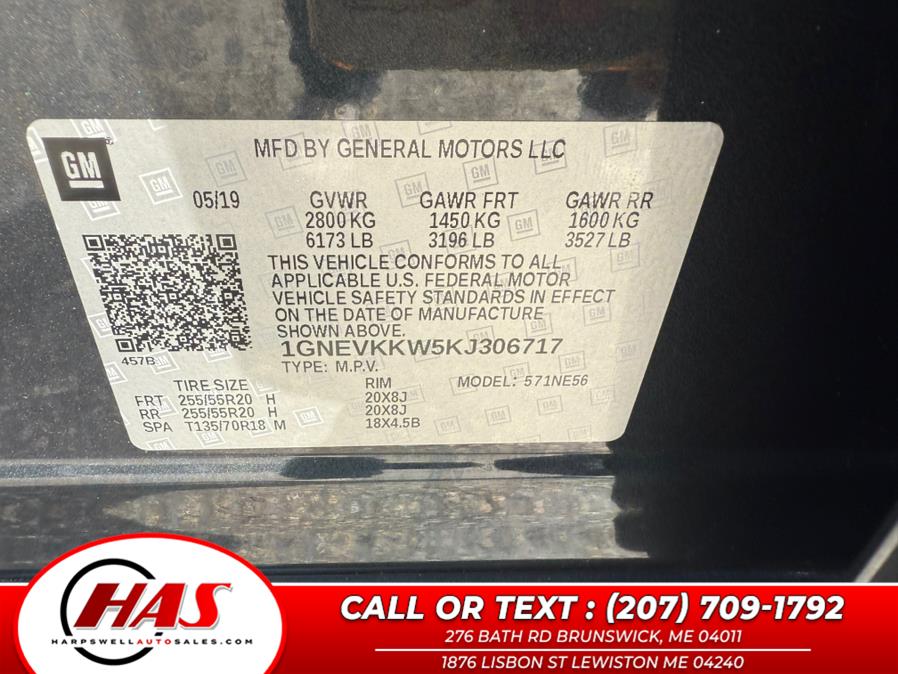 GM
MFD BY GENERAL MOTORS LLC
05/19 GVWR GAWR FRT GAWR RR
2800 KG 1450 KG 1600 KG
6173 LB 3196 LB 3527 LB
THIS VEHICLE CONFORMS TO ALL
APPLICABLE U.S. FEDERAL MOTOR
VEHICLE SAFETY STANDARDS IN EFFECT
ON THE DATE OF MANUFACTURE
SHOWN ABOVE.
457B
1GNEVKKW5KJ306717
TYPE: M.P.V.
TIRE SIZE RIM MODEL: 571NE56
FRT 255/55R20 H 20X8J
RR 255/55R20 H 20X8J
SPA T135/70R18 M 18X4.5B
HAS
HARPSWELLAUTOSALES.COM
CALL OR TEXT : (207) 709-1792
276 BATH RD BRUNSWICK, ME 04011
1876 LISBON ST LEWISTON ME 04240